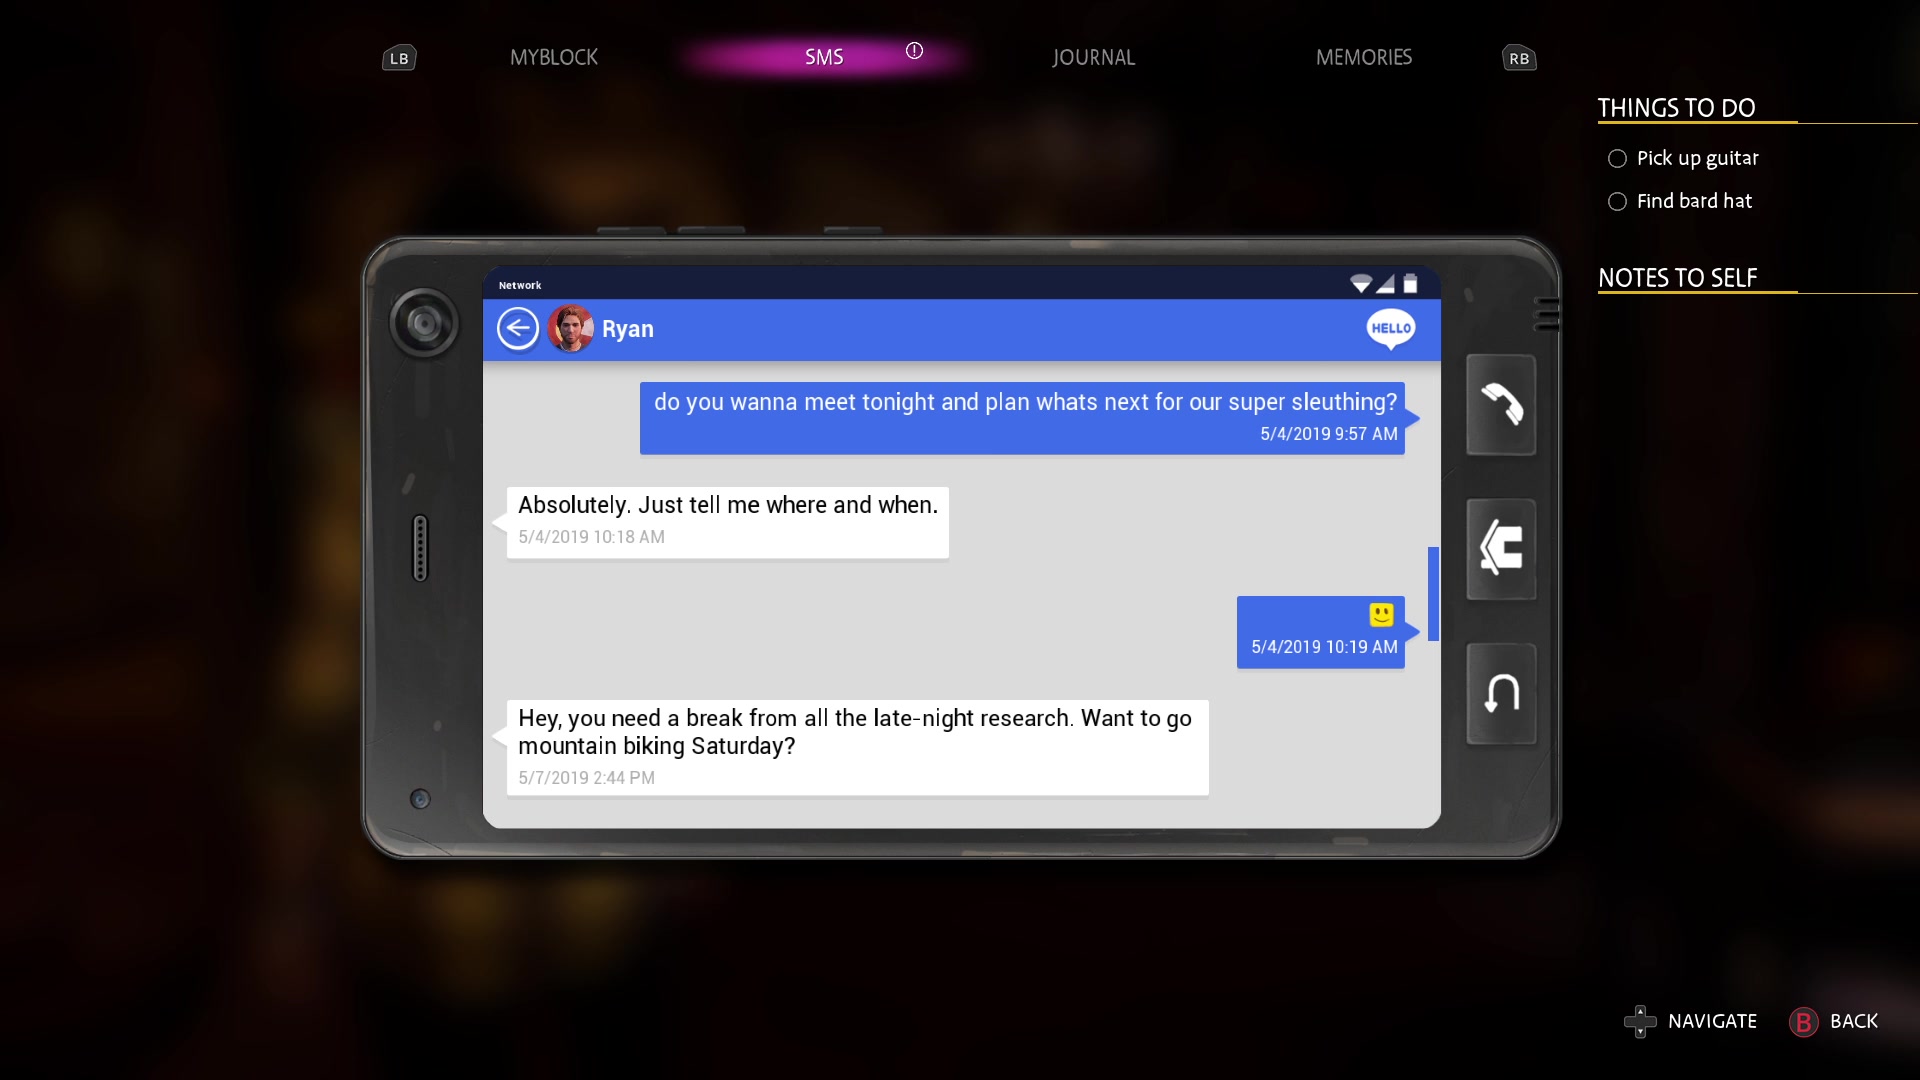 LB
MYBLOCK
SMS
JOURNAL
MEMORIES
RB
THINGS TO DO
Pick up guitar
Find bard hat
NOTES TO SELF
Network
Ryan
HELLO
do you wanna meet tonight and plan whats next for our super sleuthing?
5/4/2019 9:57 AM
Absolutely. Just tell me where and when.
5/4/2019 10:18 AM
5/4/2019 10:19 AM
Hey, you need a break from all the late-night research. Want to go
mountain biking Saturday?
5/7/2019 2:44 PM
NAVIGATE
B BACK